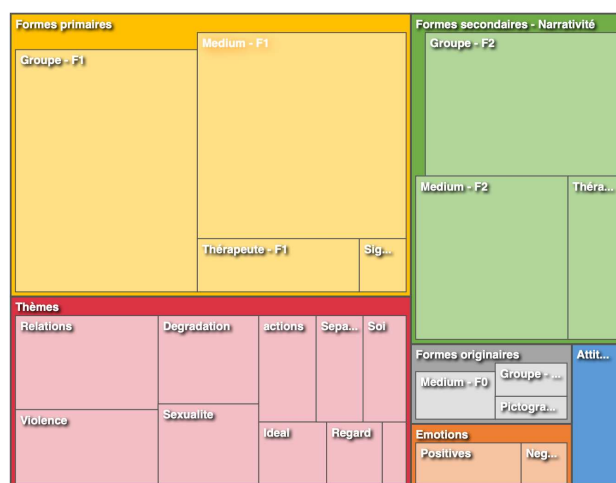 Formes primaires
Groupe - F1
Medium - F1
Thérapeute - F1
Sig...
Formes secondaires - Narrativité
Groupe - F2
Medium - F2
Théra...
Thèmes
Relations
Degradation
actions
Sepa...
Soi
Violence
Sexualite
Ideal
Regard
Formes originaires
Medium - F0
Groupe - ...
Pictogra...
Attit...
Emotions
Positives
Neg...